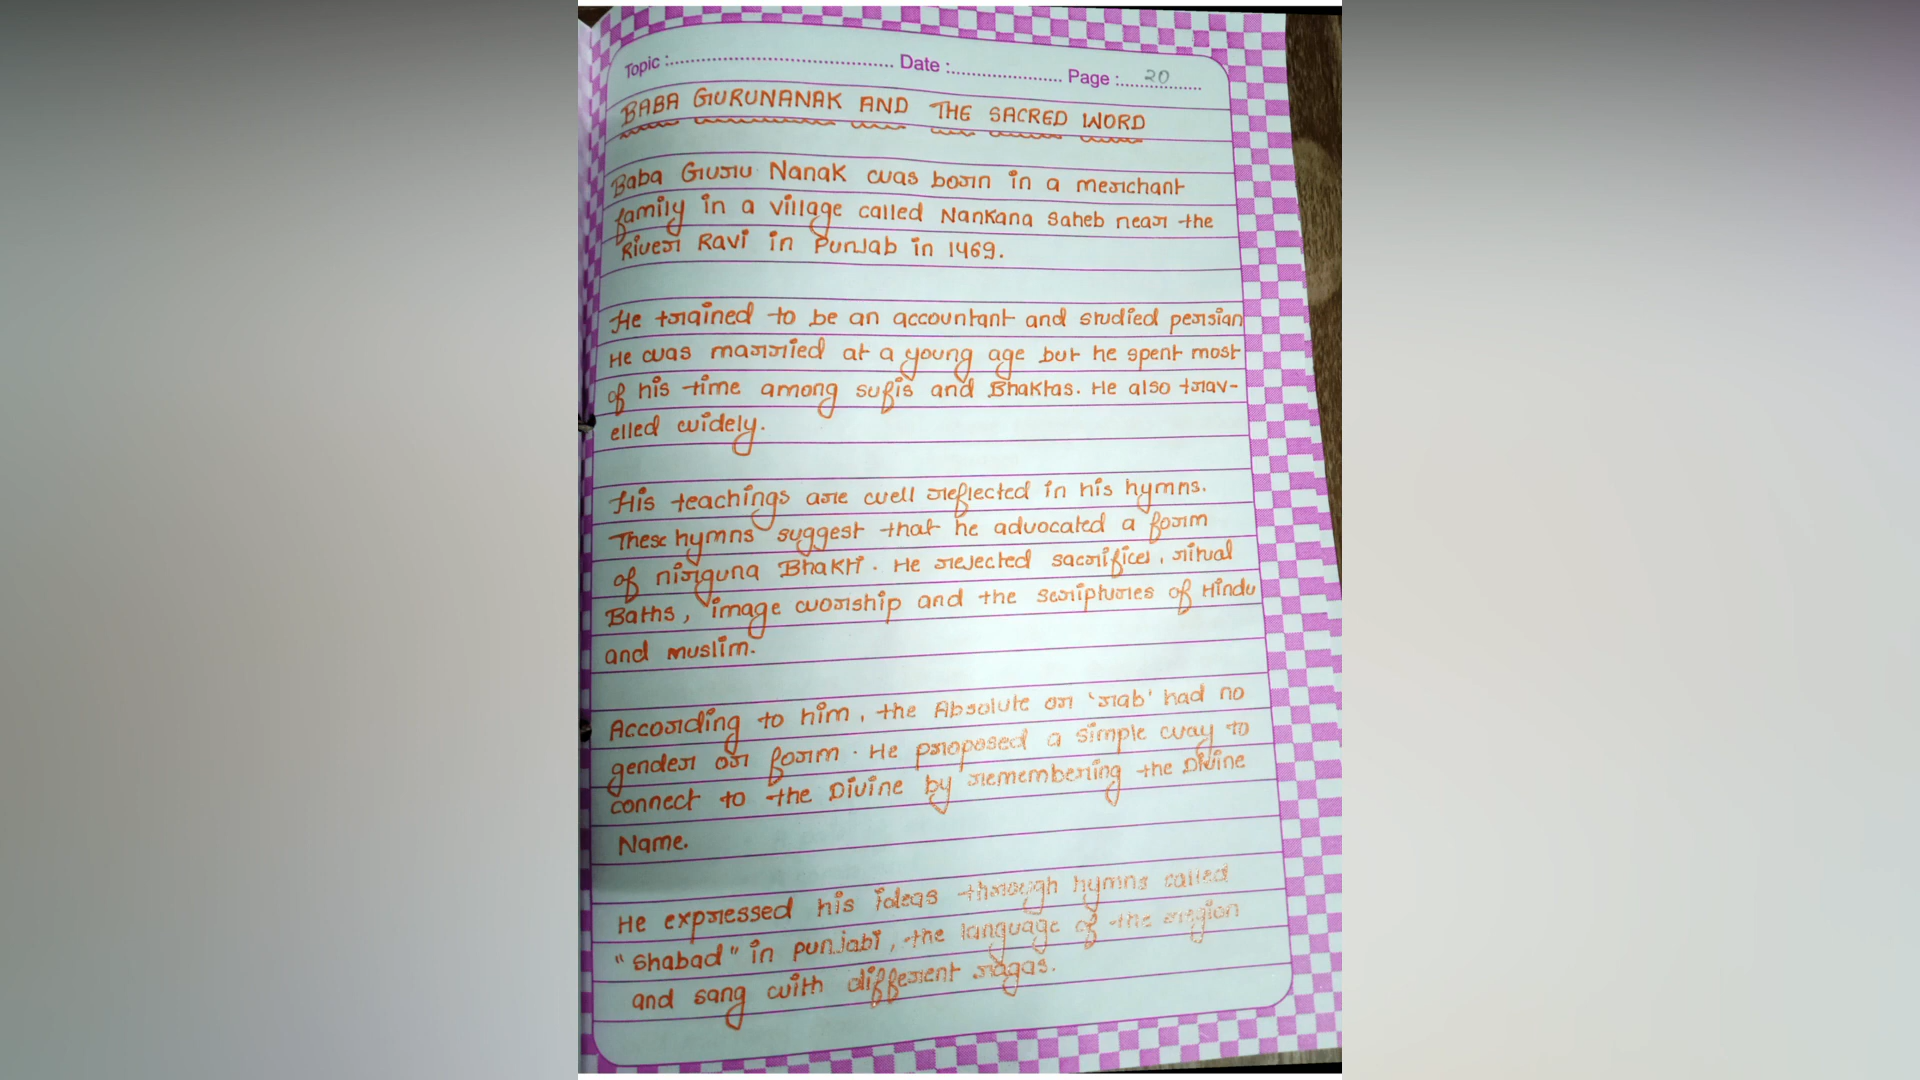 Topic : Date : Page : 20
BABA GURUNANAK AND THE SACRED WORD
Baba Guru Nanak was born in a merchant
family in a village called Nankana Saheb near the
River Ravi in Punjab in 1469.
He trained to be an accountant and studied persian
He was married at a young age but he spent most
of his time among sufis and Bhaktas. He also trav-
elled widely.
His teachings are well reflected in his hymns.
These hymns suggest that he advocated a form
of nirguna Bhakti. He rejected sacrifices, ritual
Baths, image worship and the scriptures of Hindu
and muslim.
According to him, the Absolute or 'rab' had no
gender or form. He proposed a simple way to
connect to the Divine by remembering the Divine
Name.
He expressed his ideas through hymns called
"shabad" in punjabi, the language of the region
and sang with different ragas.